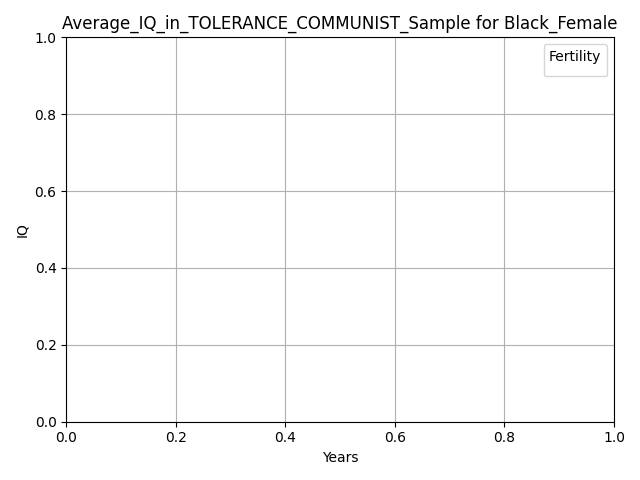 Average_IQ_in_TOLERANCE_COMMUNIST_Sample for Black_Female
1.0
Fertility
0.8
0.6
IQ
0.4
0.2
0.0
0.0 0.2 0.4 0.6 0.8 1.0
Years